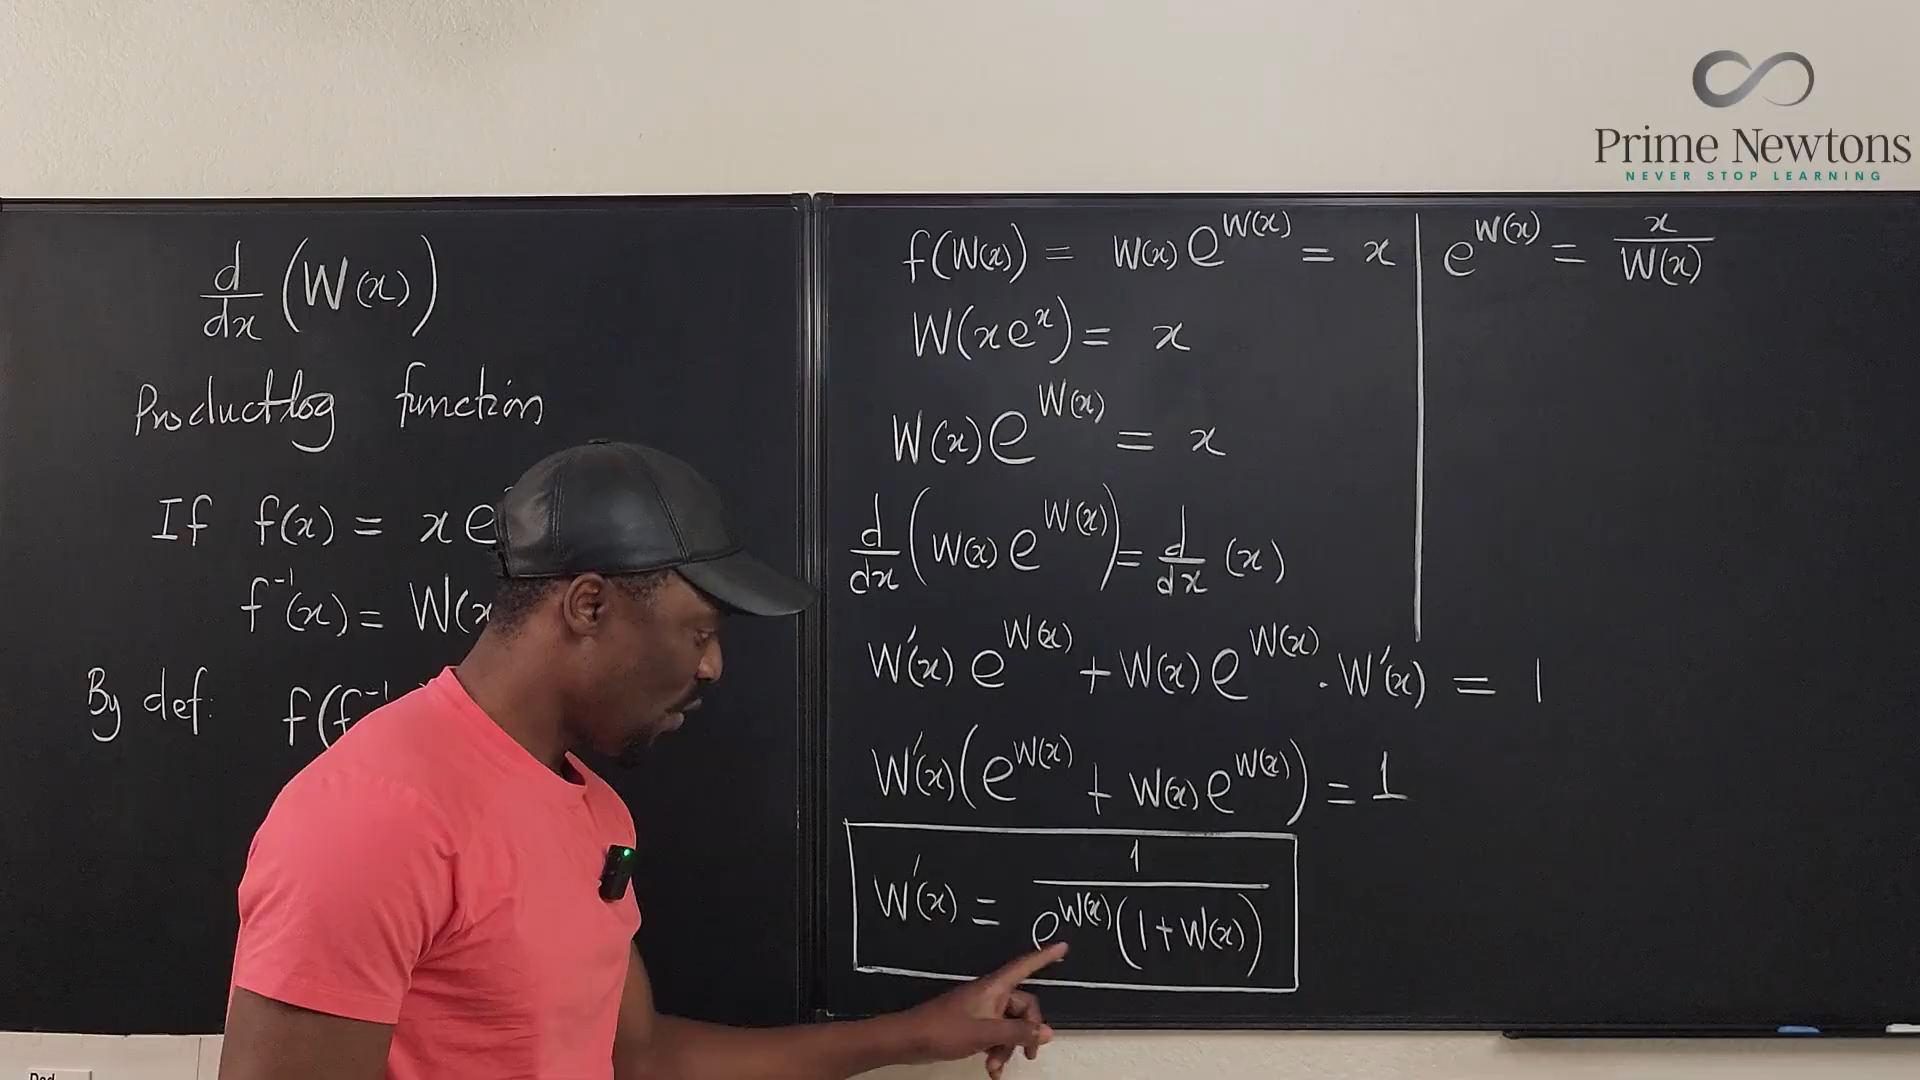 Prime Newtons
NEVER STOP LEARNING
d/dx (W(x))
Productlog function
If f(x) = x e
f⁻¹(x) = W(x
By def: f(f⁻¹
f(W(x)) = W(x) e^W(x) = x
W(xe^x) = x
W(x) e^W(x) = x
d/dx (W(x) e^W(x)) = d/dx (x)
W'(x) e^W(x) + W(x) e^W(x) · W'(x) = 1
W'(x)(e^W(x) + W(x) e^W(x)) = 1
W'(x) = 1/(e^W(x) (1 + W(x)))
e^W(x) = x/W(x)